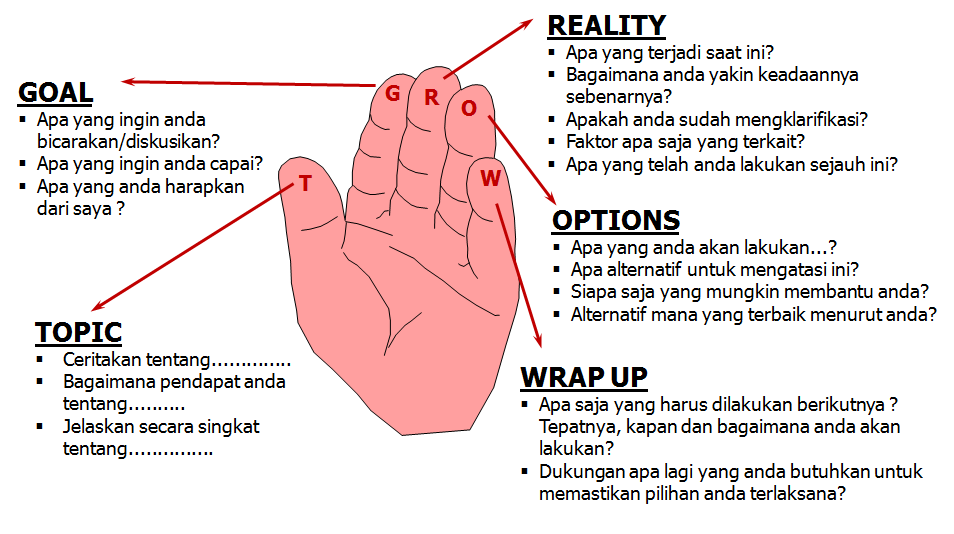 GOAL
▪ Apa yang ingin anda
bicarakan/diskusikan?
▪ Apa yang ingin anda capai?
▪ Apa yang anda harapkan
dari saya ?
TOPIC
▪ Ceritakan tentang..............
▪ Bagaimana pendapat anda
tentang..........
▪ Jelaskan secara singkat
tentang...............
T
G
R
O
W
REALITY
▪ Apa yang terjadi saat ini?
▪ Bagaimana anda yakin keadaannya
sebenarnya?
▪ Apakah anda sudah mengklarifikasi?
▪ Faktor apa saja yang terkait?
▪ Apa yang telah anda lakukan sejauh ini?
OPTIONS
▪ Apa yang anda akan lakukan...?
▪ Apa alternatif untuk mengatasi ini?
▪ Siapa saja yang mungkin membantu anda?
▪ Alternatif mana yang terbaik menurut anda?
WRAP UP
▪ Apa saja yang harus dilakukan berikutnya ?
Tepatnya, kapan dan bagaimana anda akan
lakukan?
▪ Dukungan apa lagi yang anda butuhkan untuk
memastikan pilihan anda terlaksana?